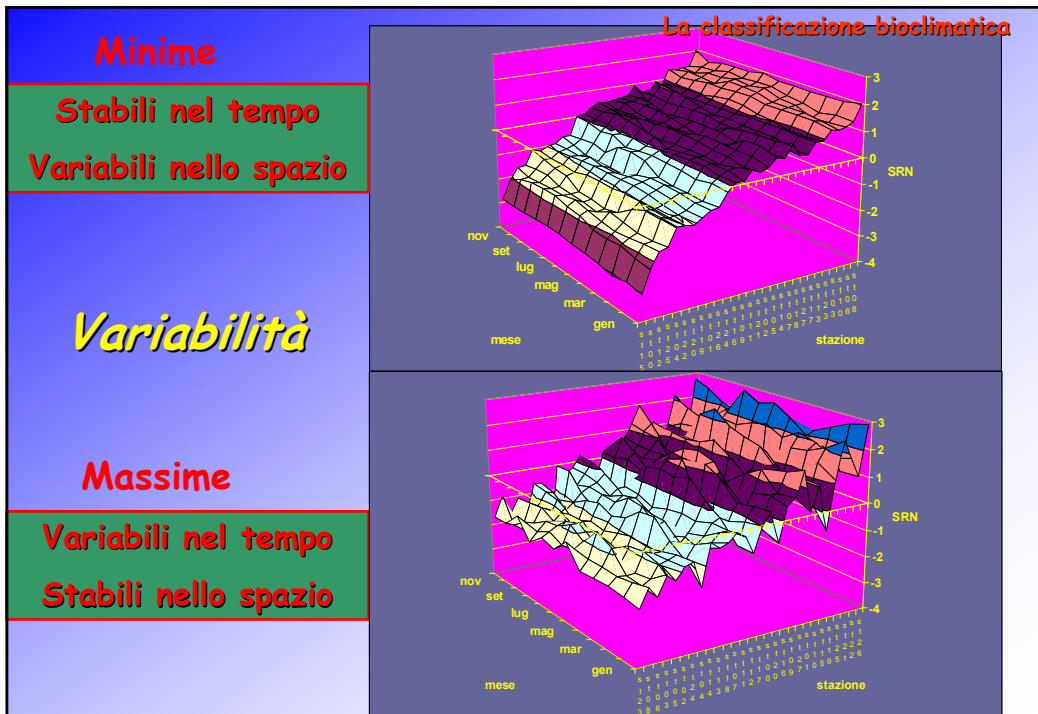 La classificazione bioclimatica
Minime
Stabili nel tempo
Variabili nello spazio
Variabilità
Massime
Variabili nel tempo
Stabili nello spazio
3
2
1
0
-1
-2
-3
-4
SRN
nov
set
lug
mag
mar
gen
mese
stazione
3
2
1
0
-1
-2
-3
-4
SRN
nov
set
lug
mag
mar
gen
mese
stazione